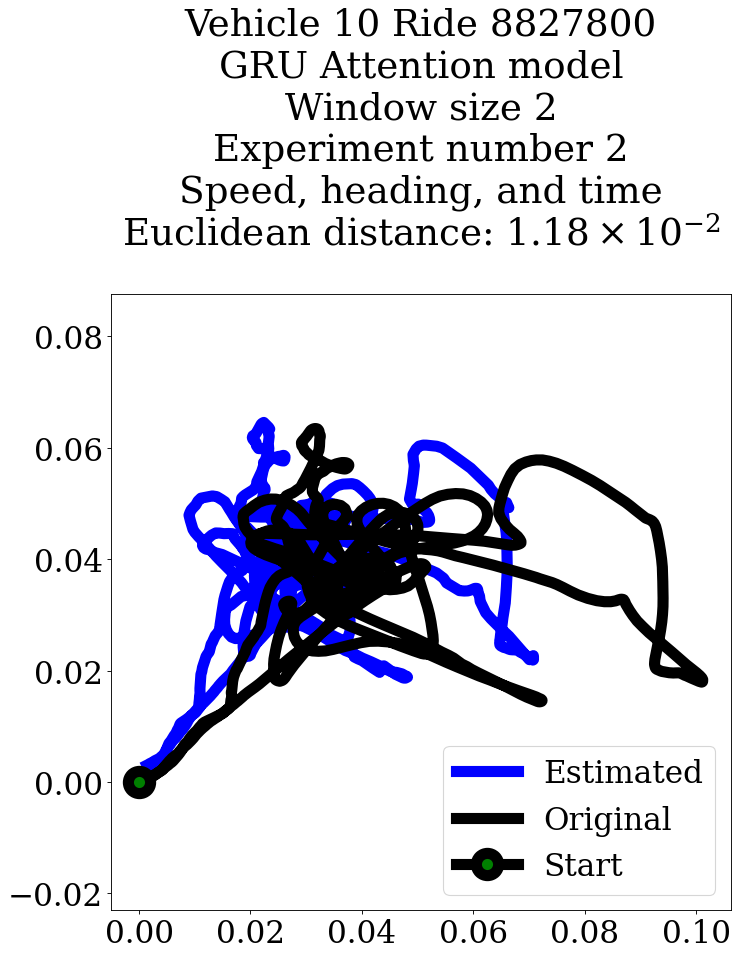 Vehicle 10 Ride 8827800
GRU Attention model
Window size 2
Experiment number 2
Speed, heading, and time
Euclidean distance: 1.18 × 10⁻²
0.08
0.06
0.04
0.02
0.00
−0.02
0.00 0.02 0.04 0.06 0.08 0.10
Estimated
Original
Start